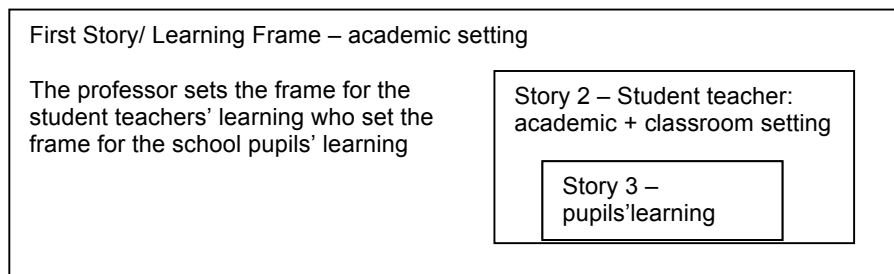 First Story/ Learning Frame – academic setting
The professor sets the frame for the
student teachers' learning who set the
frame for the school pupils' learning
Story 2 – Student teacher:
academic + classroom setting
Story 3 –
pupils'learning